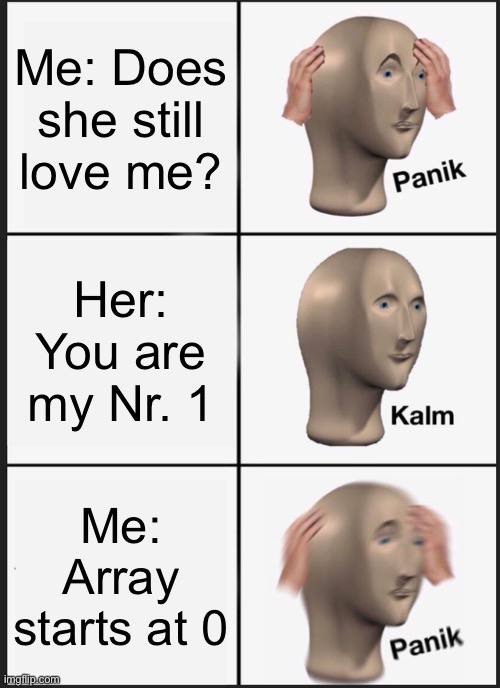 Me: Does
she still
love me?
Panik
Her:
You are
my Nr. 1
Kalm
Me:
Array
starts at 0
Panik
imgflip.com